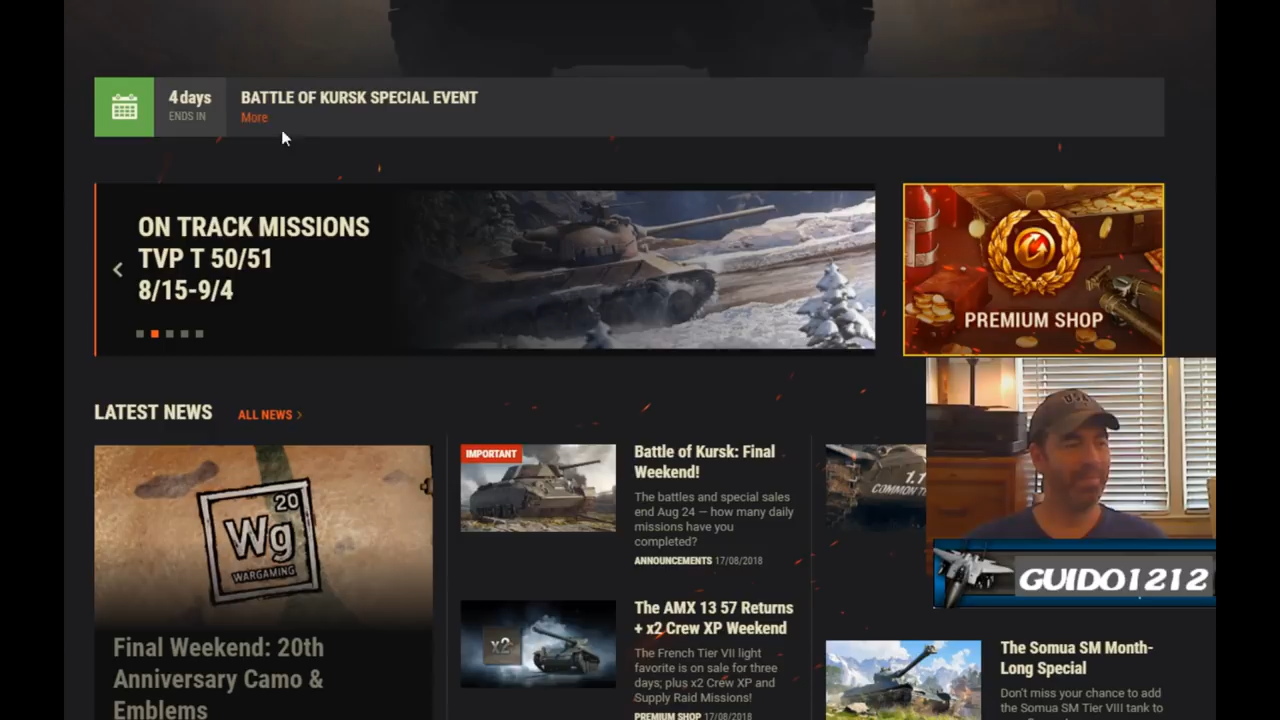 4 days
ENDS IN
BATTLE OF KURSK SPECIAL EVENT
More
ON TRACK MISSIONS
TVP T 50/51
8/15-9/4
PREMIUM SHOP
LATEST NEWS
ALL NEWS >
20
Wg
WARGAMING
Final Weekend: 20th
Anniversary Camo &
Emblems
IMPORTANT
Battle of Kursk: Final
Weekend!
The battles and special sales
end Aug 24 — how many daily
missions have you
completed?
ANNOUNCEMENTS 17/08/2018
x2
The AMX 13 57 Returns
+ x2 Crew XP Weekend
The French Tier VII light
favorite is on sale for three
days; plus x2 Crew XP and
Supply Raid Missions!
PREMIUM SHOP 17/08/2018
1.1
COMMON
USA
GUIDO1212
The Somua SM Month-
Long Special
Don't miss your chance to add
the Somua SM Tier VIII tank to